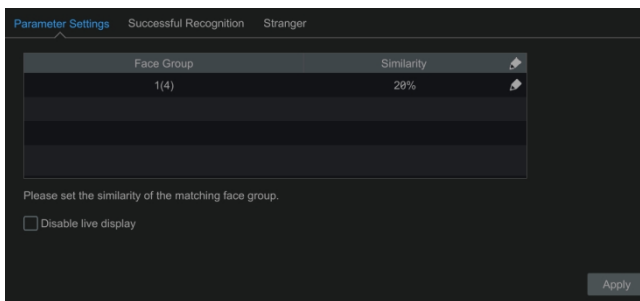 Parameter Settings Successful Recognition Stranger
Face Group Similarity
1(4) 20%
Please set the similarity of the matching face group.
Disable live display
Apply